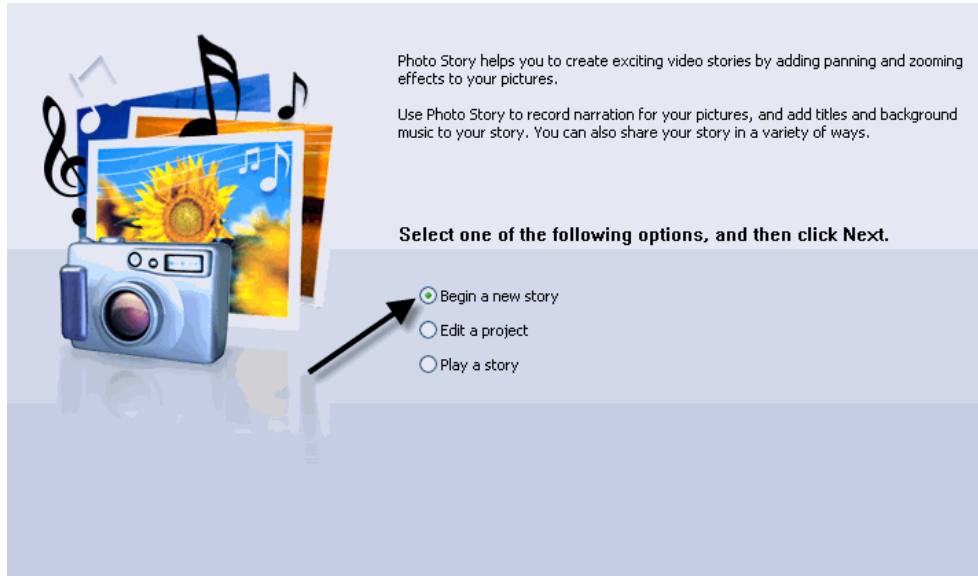 Photo Story helps you to create exciting video stories by adding panning and zooming
effects to your pictures.
Use Photo Story to record narration for your pictures, and add titles and background
music to your story. You can also share your story in a variety of ways.
Select one of the following options, and then click Next.
Begin a new story
Edit a project
Play a story